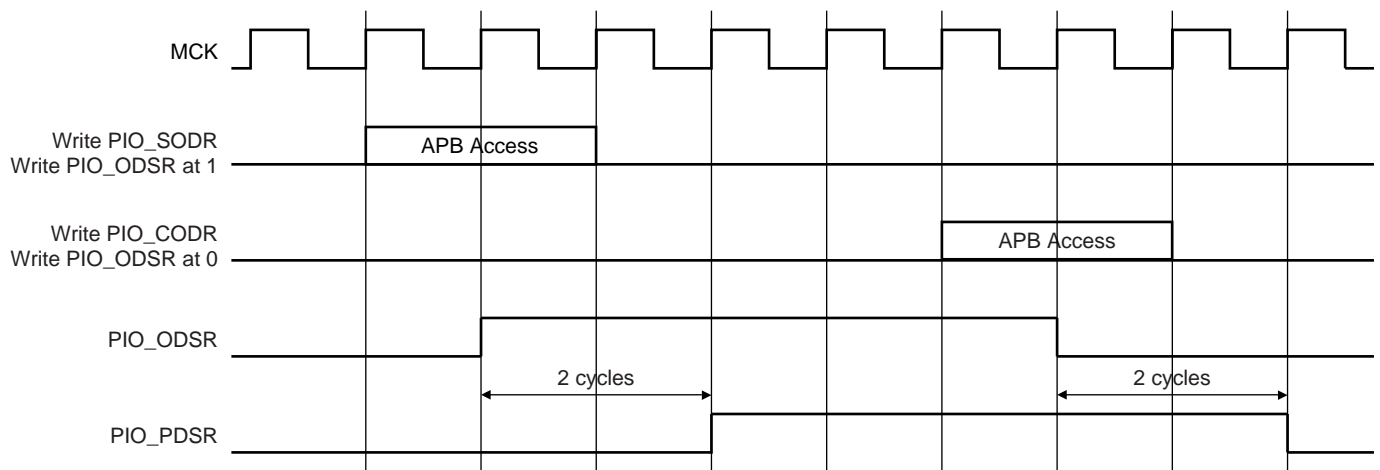 MCK
Write PIO_SODR
Write PIO_ODSR at 1
APB Access
Write PIO_CODR
Write PIO_ODSR at 0
APB Access
PIO_ODSR
2 cycles
2 cycles
PIO_PDSR